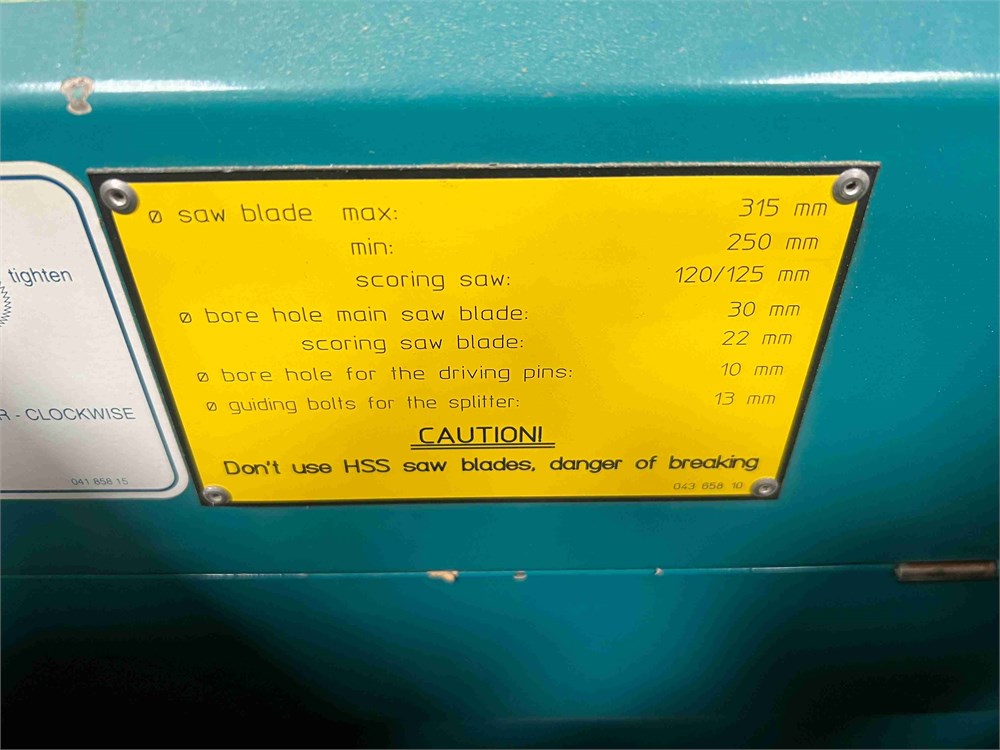 tighten
R - CLOCKWISE
041 858 15
ø saw blade max: 315 mm
min: 250 mm
scoring saw: 120/125 mm
ø bore hole main saw blade: 30 mm
scoring saw blade: 22 mm
ø bore hole for the driving pins: 10 mm
ø guiding bolts for the splitter: 13 mm
CAUTION!
Don't use HSS saw blades, danger of breaking
043 858 10